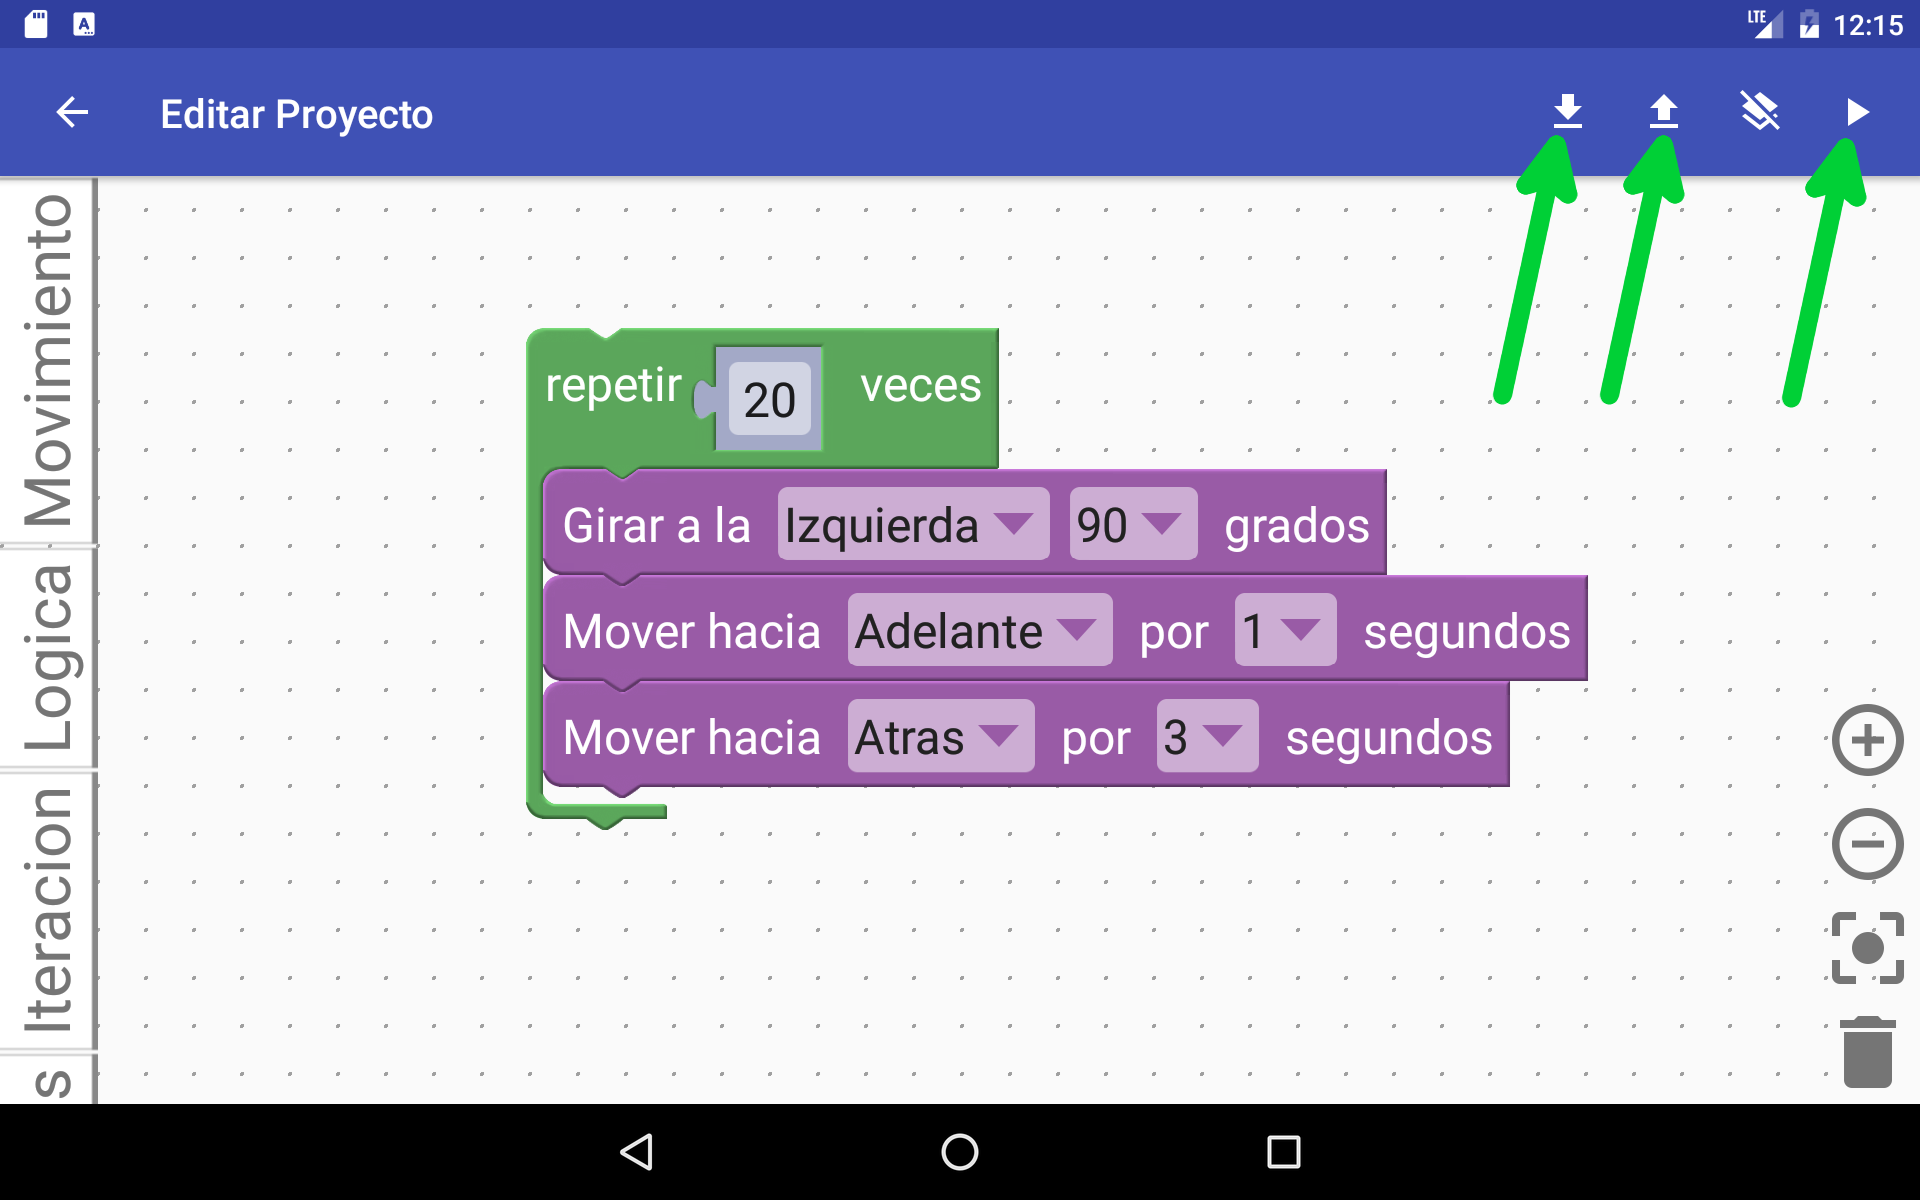 LTE 12:15
A
Editar Proyecto
Movimiento
Logica
Iteracion
s
repetir 20 veces
Girar a la Izquierda 90 grados
Mover hacia Adelante por 1 segundos
Mover hacia Atras por 3 segundos